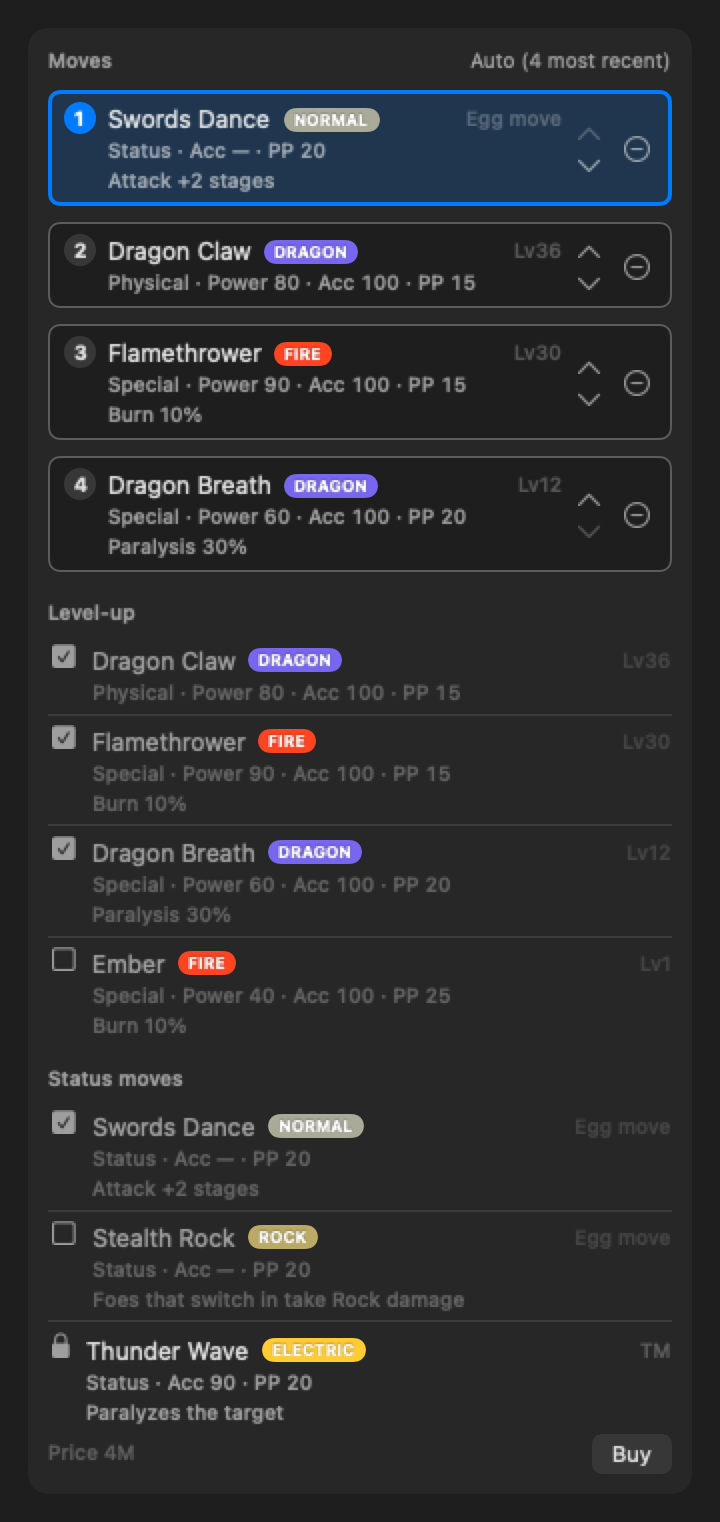 Moves Auto (4 most recent)
1 Swords Dance NORMAL Egg move
Status · Acc — · PP 20
Attack +2 stages
2 Dragon Claw DRAGON Lv36
Physical · Power 80 · Acc 100 · PP 15
3 Flamethrower FIRE Lv30
Special · Power 90 · Acc 100 · PP 15
Burn 10%
4 Dragon Breath DRAGON Lv12
Special · Power 60 · Acc 100 · PP 20
Paralysis 30%
Level-up
Dragon Claw DRAGON Lv36
Physical · Power 80 · Acc 100 · PP 15
Flamethrower FIRE Lv30
Special · Power 90 · Acc 100 · PP 15
Burn 10%
Dragon Breath DRAGON Lv12
Special · Power 60 · Acc 100 · PP 20
Paralysis 30%
Ember FIRE Lv1
Special · Power 40 · Acc 100 · PP 25
Burn 10%
Status moves
Swords Dance NORMAL Egg move
Status · Acc — · PP 20
Attack +2 stages
Stealth Rock ROCK Egg move
Status · Acc — · PP 20
Foes that switch in take Rock damage
Thunder Wave ELECTRIC TM
Status · Acc 90 · PP 20
Paralyzes the target
Price 4M Buy